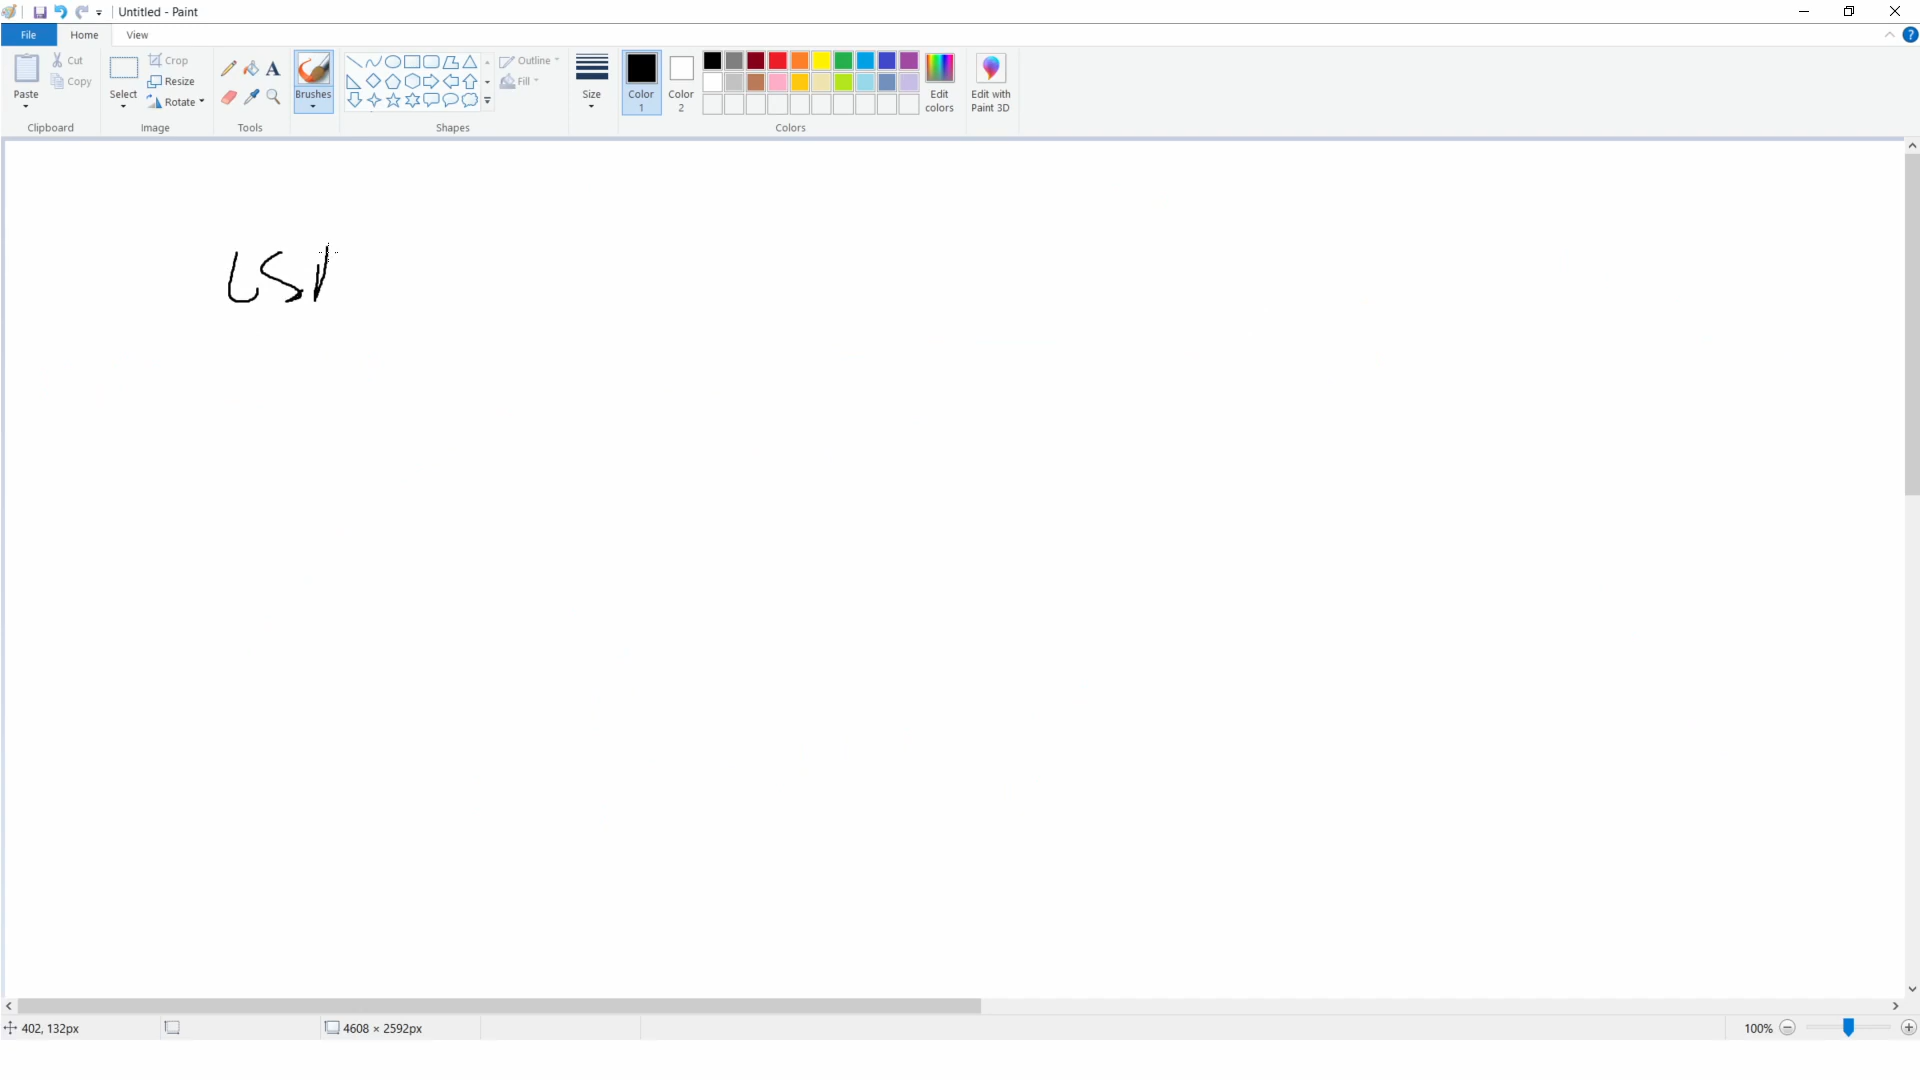 Untitled - Paint
File Home View
Paste Cut Copy Select Crop Resize Rotate Brushes Outline Fill Size Color 1 Color 2 Edit colors Edit with Paint 3D
Clipboard Image Tools Shapes Colors
402, 132px 4608 × 2592px 100%